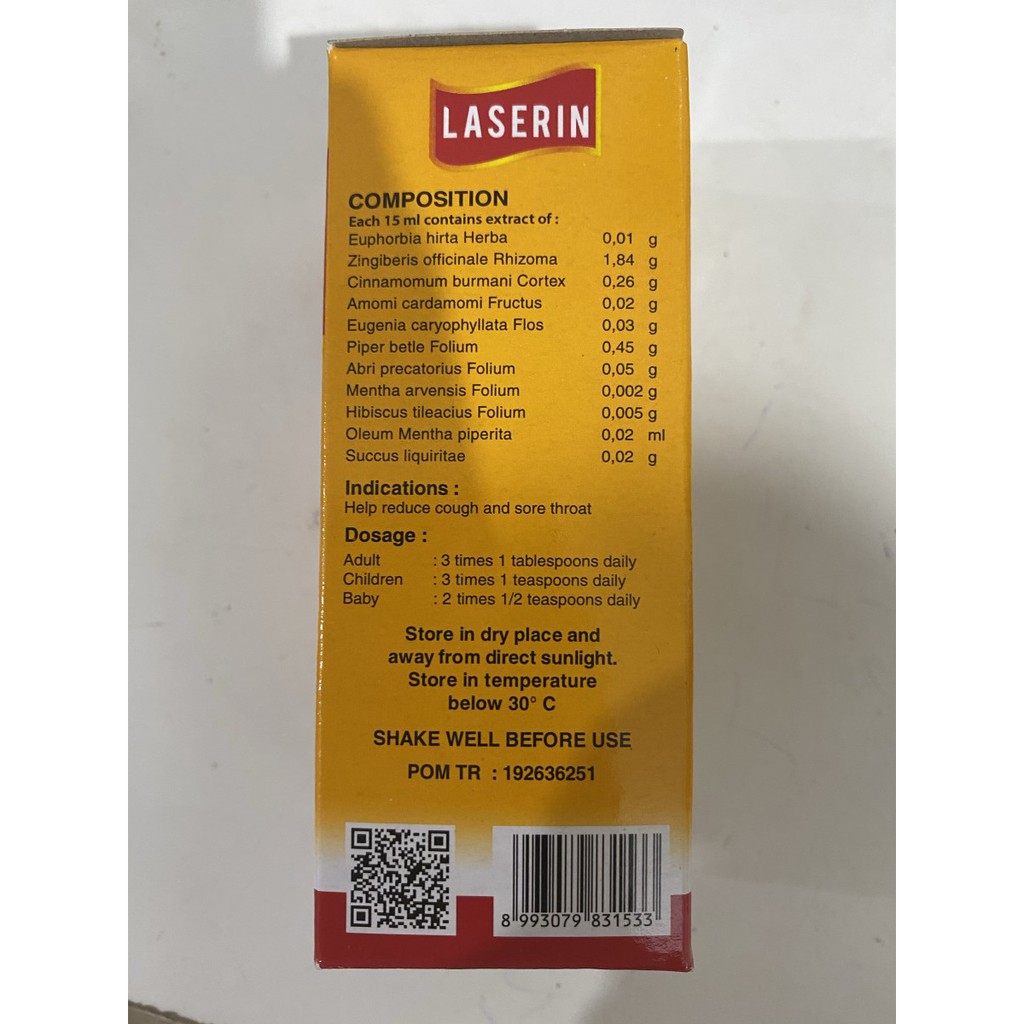 LASERIN
COMPOSITION
Each 15 ml contains extract of :
Euphorbia hirta Herba 0,01 g
Zingiberis officinale Rhizoma 1,84 g
Cinnamomum burmani Cortex 0,26 g
Amomi cardamomi Fructus 0,02 g
Eugenia caryophyllata Flos 0,03 g
Piper betle Folium 0,45 g
Abri precatorius Folium 0,05 g
Mentha arvensis Folium 0,002 g
Hibiscus tileacius Folium 0,005 g
Oleum Mentha piperita 0,02 ml
Succus liquiritae 0,02 g
Indications :
Help reduce cough and sore throat
Dosage :
Adult : 3 times 1 tablespoons daily
Children : 3 times 1 teaspoons daily
Baby : 2 times 1/2 teaspoons daily
Store in dry place and
away from direct sunlight.
Store in temperature
below 30° C
SHAKE WELL BEFORE USE
POM TR : 192636251
8 993079 831533